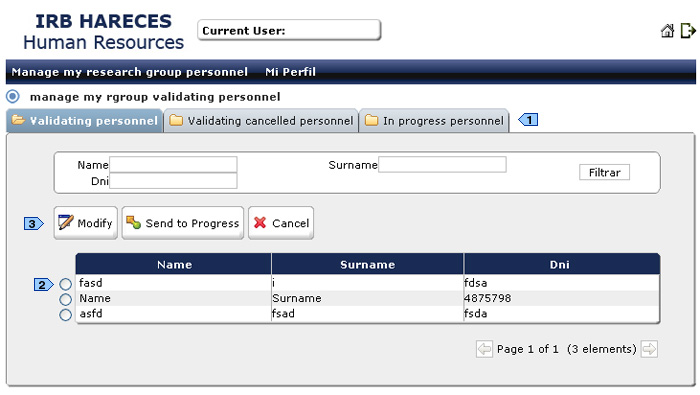 IRB HARECES
Human Resources
Current User:
Manage my research group personnel Mi Perfil
manage my rgroup validating personnel
Validating personnel Validating cancelled personnel In progress personnel 1
Name Surname
Dni Filtrar
3 Modify Send to Progress Cancel
Name Surname Dni
2 fasd i fdsa
Name Surname 4875798
asfd fsad fsda
Page 1 of 1 (3 elements)